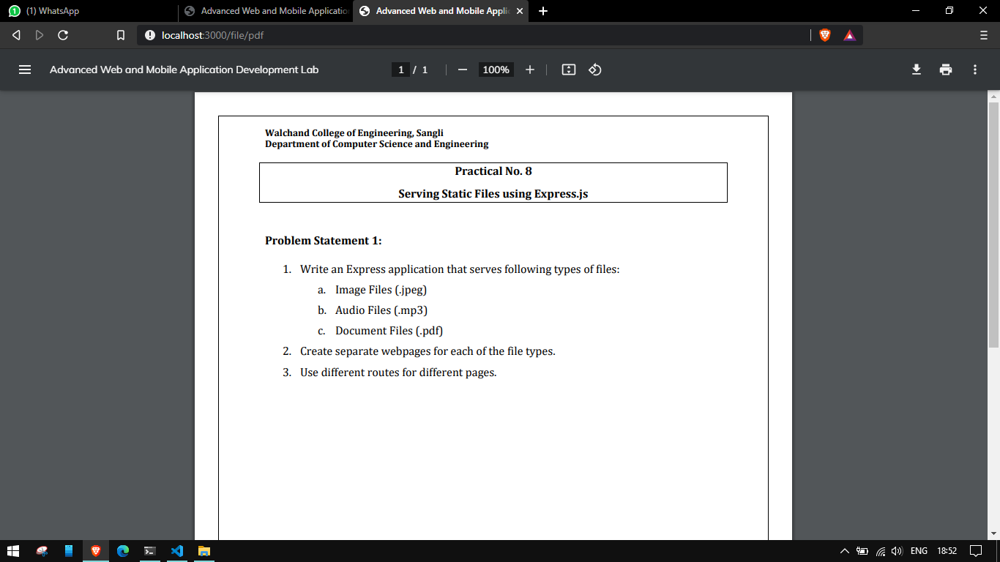 (1) WhatsApp
Advanced Web and Mobile Applicatio
Advanced Web and Mobile Appli
localhost:3000/file/pdf
Advanced Web and Mobile Application Development Lab
1 / 1
100%
Walchand College of Engineering, Sangli
Department of Computer Science and Engineering
Practical No. 8
Serving Static Files using Express.js
Problem Statement 1:
1. Write an Express application that serves following types of files:
a. Image Files (.jpeg)
b. Audio Files (.mp3)
c. Document Files (.pdf)
2. Create separate webpages for each of the file types.
3. Use different routes for different pages.
ENG 18:52